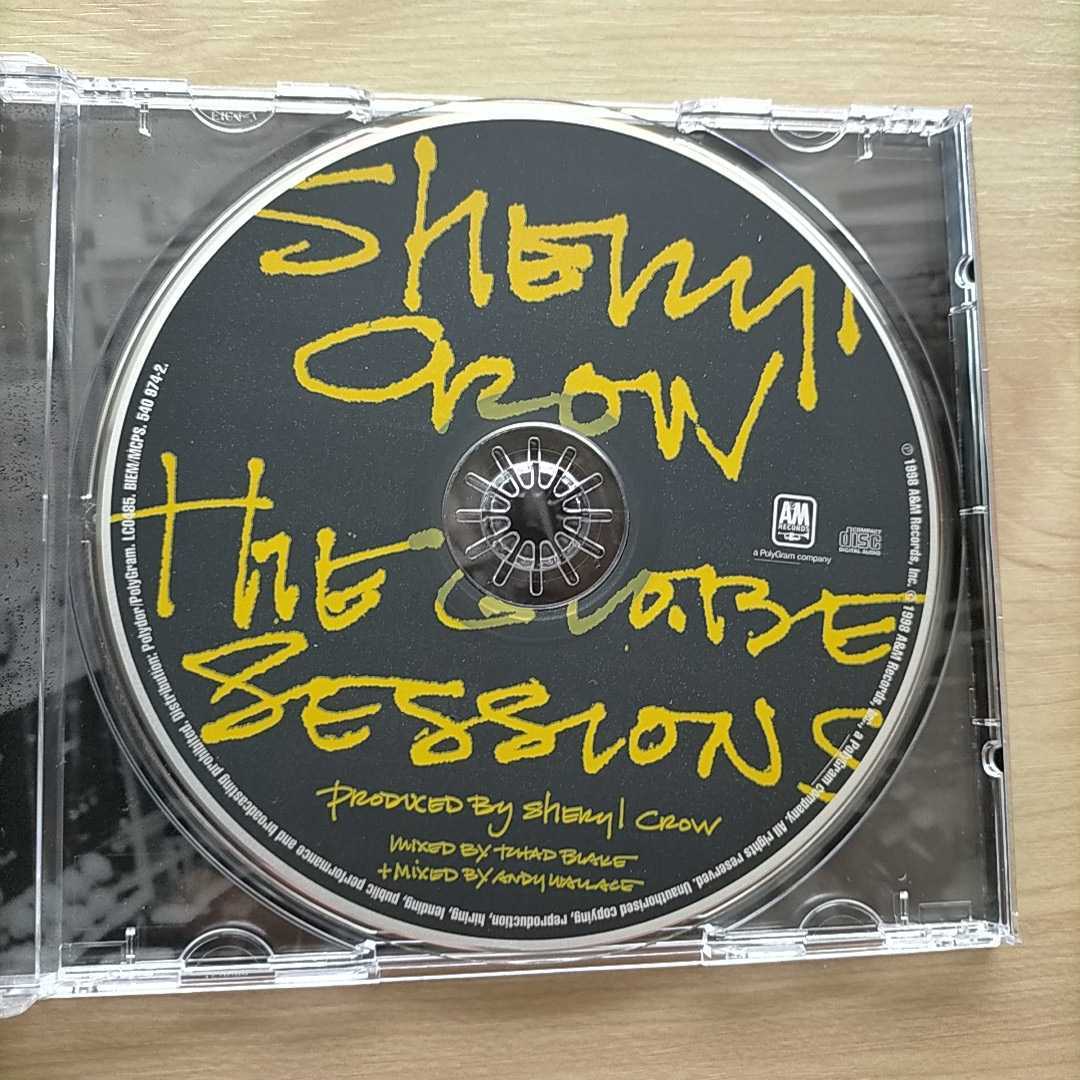 SHERYL
CROW
THE GLOBE
SESSIONS
PRODUCED BY SHERYL CROW
MIXED BY TCHAD BLAKE
+ MIXED BY ANDY WALLACE
A&M
RECORDS
a PolyGram company
COMPACT
disc
DIGITAL AUDIO
℗ 1998 A&M Records, Inc. © 1998 A&M Records, Inc., a PolyGram company. All rights reserved. Unauthorised copying, reproduction, hiring, lending, public performance and broadcasting prohibited. Distribution: Polydor/PolyGram. LC0485. BIEM/MCPS. 540 974-2.